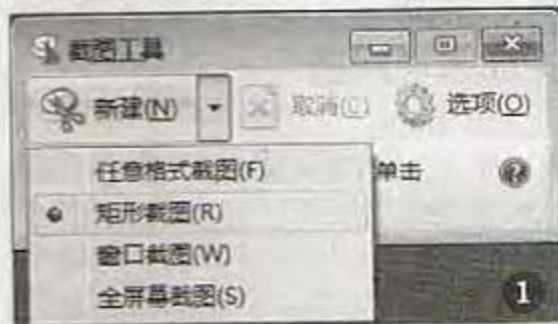 截图工具
新建(N) 取消(C) 选项(O)
任意格式截图(F) 单击
矩形截图(R)
窗口截图(W)
全屏幕截图(S)
1